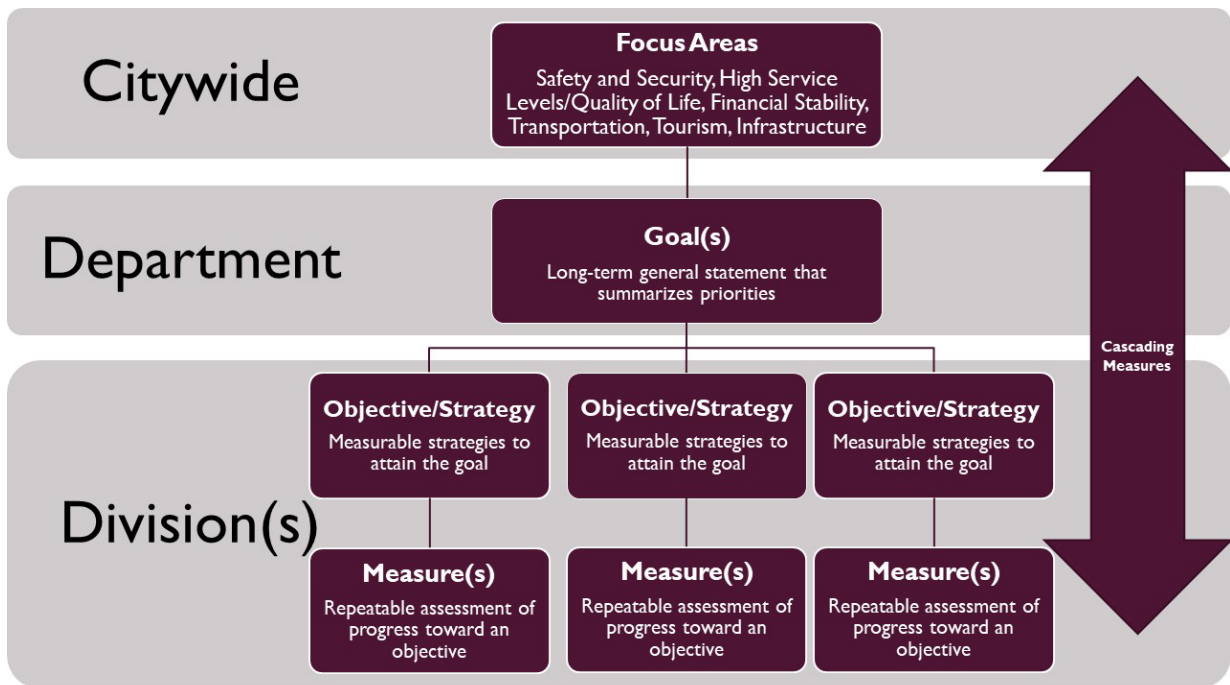 Citywide
Focus Areas
Safety and Security, High Service
Levels/Quality of Life, Financial Stability,
Transportation, Tourism, Infrastructure
Department
Goal(s)
Long-term general statement that
summarizes priorities
Cascading
Measures
Division(s)
Objective/Strategy
Measurable strategies to
attain the goal
Objective/Strategy
Measurable strategies to
attain the goal
Objective/Strategy
Measurable strategies to
attain the goal
Measure(s)
Repeatable assessment of
progress toward an
objective
Measure(s)
Repeatable assessment of
progress toward an
objective
Measure(s)
Repeatable assessment of
progress toward an
objective